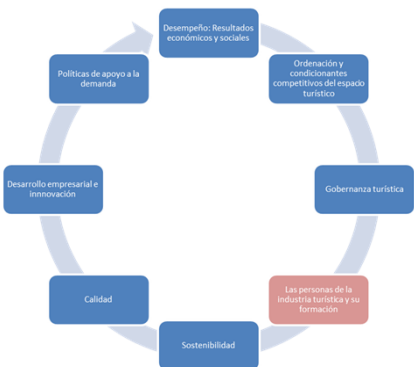 Desempeño: Resultados
económicos y sociales
Ordenación y
condicionantes
competitivos del espacio
turístico
Gobernanza turística
Las personas de la
industria turística y su
formación
Sostenibilidad
Calidad
Desarrollo empresarial e
innnovación
Políticas de apoyo a la
demanda